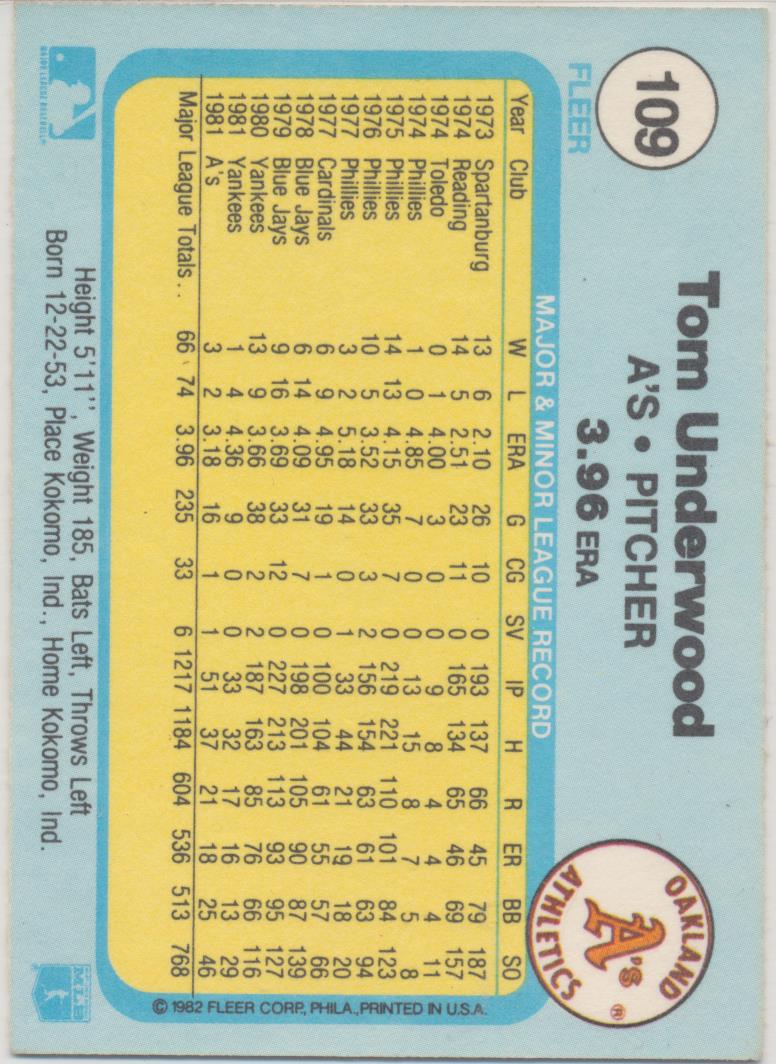 109
FLEER
Tom Underwood
A'S • PITCHER
3.96 ERA
OAKLAND A's ATHLETICS ®
MAJOR & MINOR LEAGUE RECORD
Year Club W L ERA G CG SV IP H R ER BB SO
1973 Spartanburg 13 6 2.10 26 10 0 193 137 66 45 79 187
1974 Reading 14 5 2.51 23 11 0 165 134 65 46 69 157
1974 Toledo 0 1 4.00 3 0 0 9 8 4 4 4 11
1974 Phillies 1 0 4.85 7 0 0 13 15 8 7 5 8
1975 Phillies 14 13 4.15 35 7 0 219 221 110 101 84 123
1976 Phillies 10 5 3.52 33 3 2 156 154 63 61 63 94
1977 Phillies 3 2 5.18 14 0 1 33 44 21 19 18 20
1977 Cardinals 6 9 4.95 19 1 0 100 104 61 55 57 66
1978 Blue Jays 6 14 4.09 31 7 0 198 201 105 90 87 139
1979 Blue Jays 9 16 3.69 33 12 0 227 213 113 93 95 127
1980 Yankees 13 9 3.66 38 2 2 187 163 85 76 66 116
1981 Yankees 1 4 4.36 9 0 0 33 32 17 16 13 29
1981 A's 3 2 3.18 16 1 1 51 37 21 18 25 46
Major League Totals . . 66 74 3.96 235 33 6 1217 1184 604 536 513 768
© 1982 FLEER CORP., PHILA., PRINTED IN U.S.A.
MAJOR LEAGUE BASEBALL
Height 5'11'', Weight 185, Bats Left, Throws Left
Born 12-22-53, Place Kokomo, Ind., Home Kokomo, Ind.